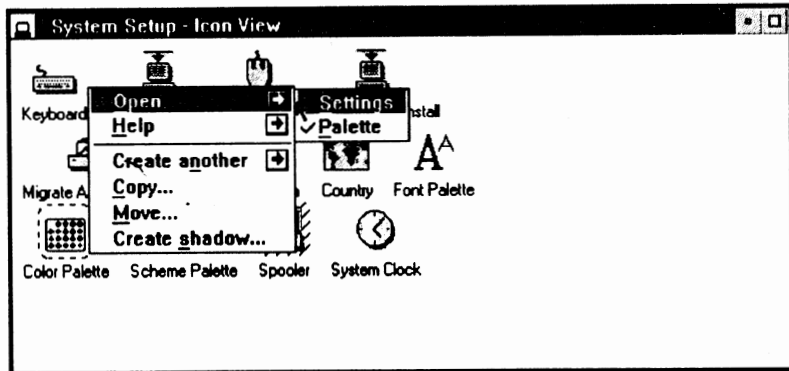 System Setup - Icon View
Keyboard
Open
Settings
Help
Palette
Create another
Migrate A
Copy...
Country
Font Palette
Move...
Create shadow...
Color Palette
Scheme Palette
Spooler
System Clock